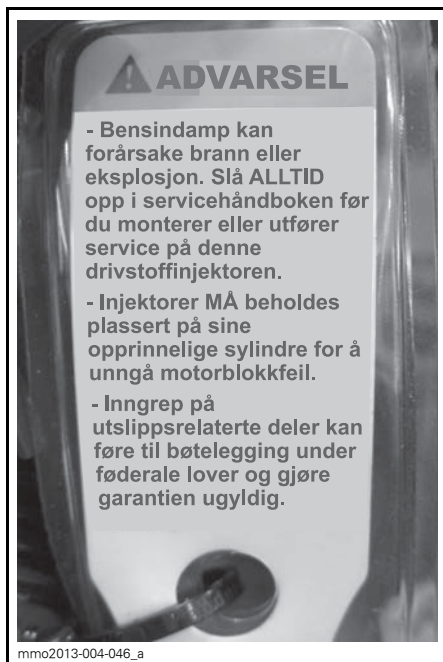 ADVARSEL
- Bensindamp kan
forårsake brann eller
eksplosjon. Slå ALLTID
opp i servicehåndboken før
du monterer eller utfører
service på denne
drivstoffinjektoren.
- Injektorer MÅ beholdes
plassert på sine
opprinnelige sylindre for å
unngå motorblokkfeil.
- Inngrep på
utslippsrelaterte deler kan
føre til bøtelegging under
føderale lover og gjøre
garantien ugyldig.
mmo2013-004-046_a